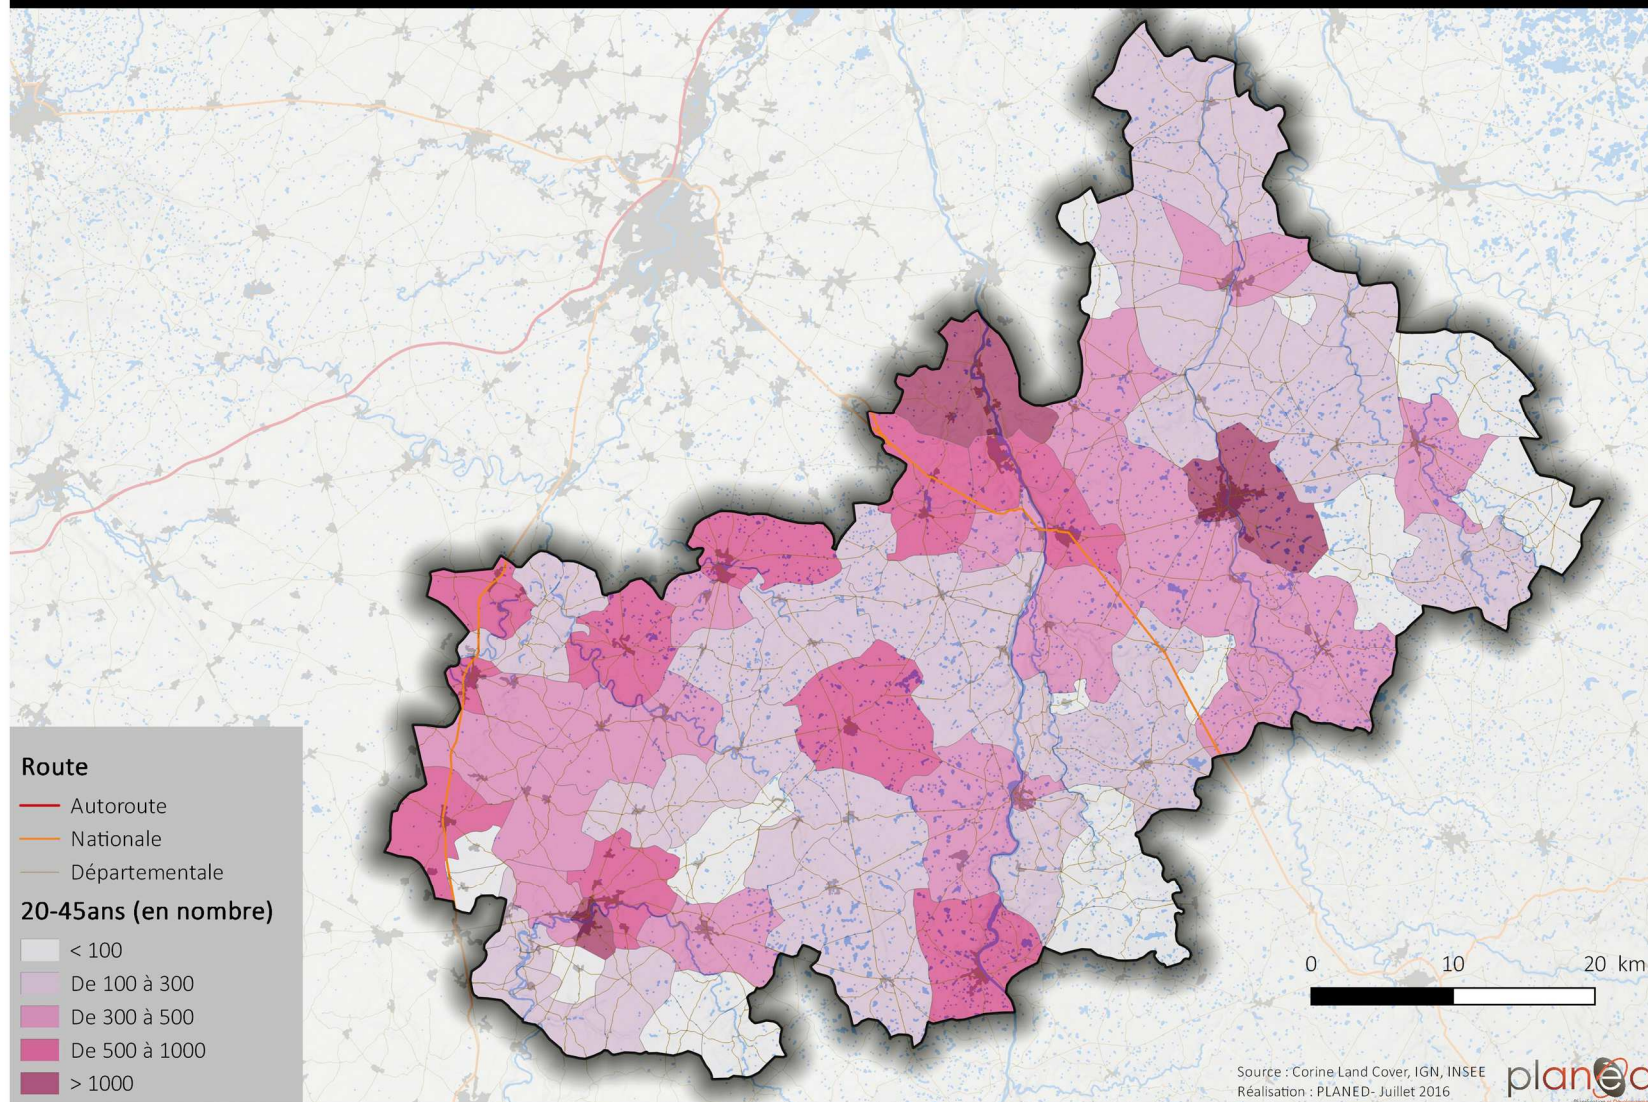 Route
Autoroute
Nationale
Départementale
20-45ans (en nombre)
< 100
De 100 à 300
De 300 à 500
De 500 à 1000
> 1000
0 10 20 km
Source : Corine Land Cover, IGN, INSEE
Réalisation : PLANED- Juillet 2016
planéd